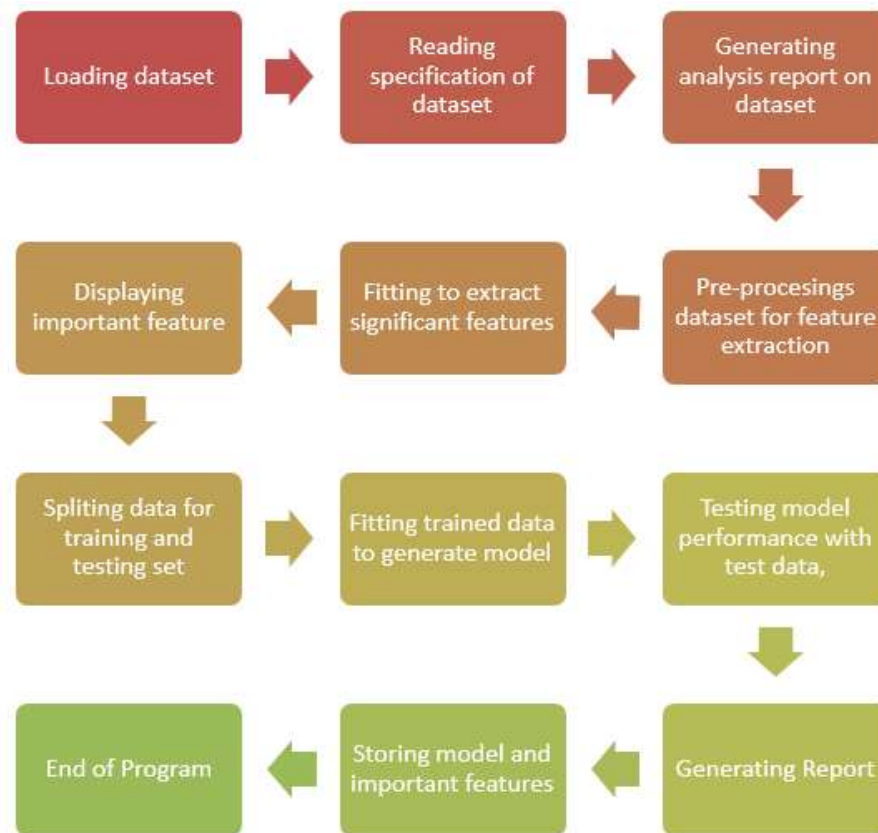 Loading dataset
Reading
specification of
dataset
Generating
analysis report on
dataset
Pre-procesings
dataset for feature
extraction
Fitting to extract
significant features
Displaying
important feature
Spliting data for
training and
testing set
Fitting trained data
to generate model
Testing model
performance with
test data,
Generating Report
Storing model and
important features
End of Program